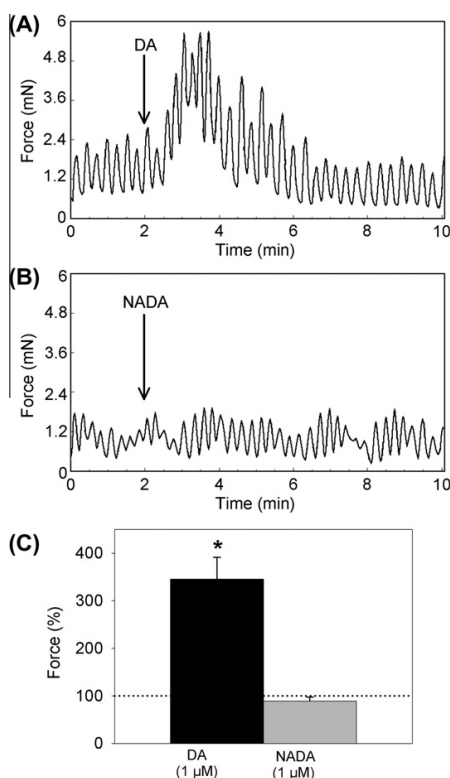 (A)
6
4.8
3.6
2.4
1.2
0
Force (mN)
DA
0 2 4 6 8 10
Time (min)
(B)
6
4.8
3.6
2.4
1.2
0
Force (mN)
NADA
0 2 4 6 8 10
Time (min)
(C)
400
300
200
100
0
Force (%)
*
DA NADA
(1 µM) (1 µM)